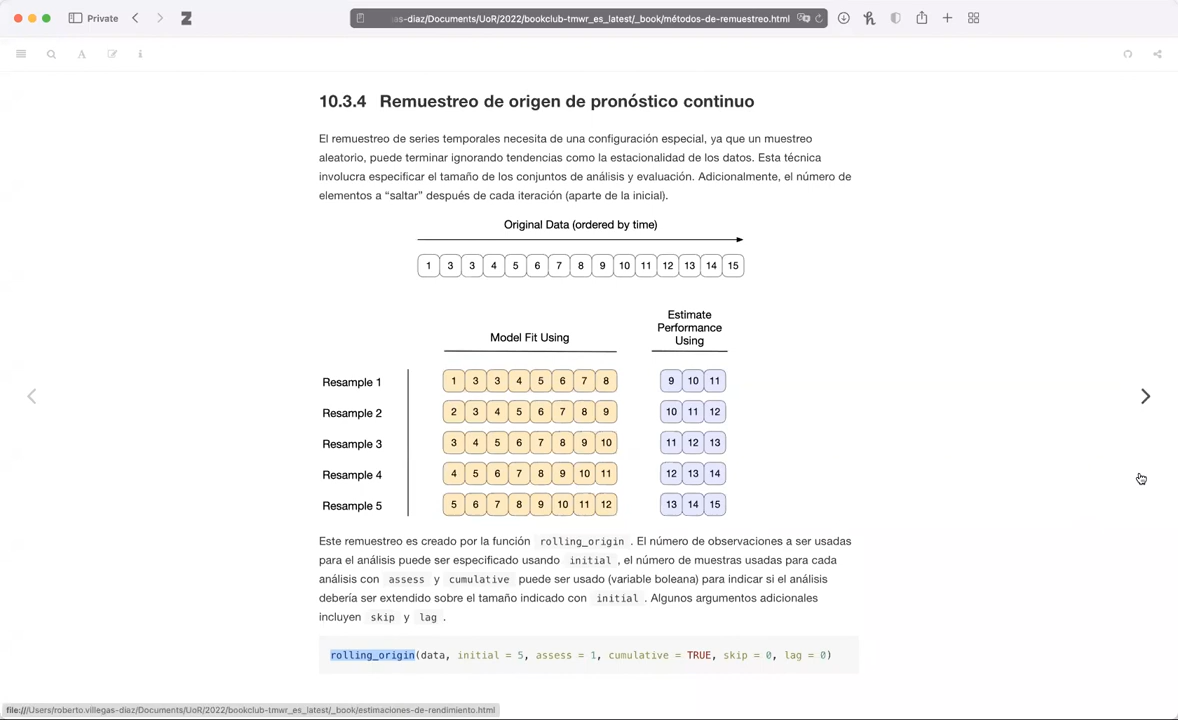 Private
as-diaz/Documents/UoR/2022/bookclub-tmwr_es_latest/_book/métodos-de-remuestreo.html
10.3.4 Remuestreo de origen de pronóstico continuo
El remuestreo de series temporales necesita de una configuración especial, ya que un muestreo
aleatorio, puede terminar ignorando tendencias como la estacionalidad de los datos. Esta técnica
involucra especificar el tamaño de los conjuntos de análisis y evaluación. Adicionalmente, el número de
elementos a “saltar” después de cada iteración (aparte de la inicial).
Original Data (ordered by time)
1 3 3 4 5 6 7 8 9 10 11 12 13 14 15
Model Fit Using
Estimate
Performance
Using
Resample 1 1 3 3 4 5 6 7 8 9 10 11
Resample 2 2 3 4 5 6 7 8 9 10 11 12
Resample 3 3 4 5 6 7 8 9 10 11 12 13
Resample 4 4 5 6 7 8 9 10 11 12 13 14
Resample 5 5 6 7 8 9 10 11 12 13 14 15
Este remuestreo es creado por la función rolling_origin. El número de observaciones a ser usadas
para el análisis puede ser especificado usando initial, el número de muestras usadas para cada
análisis con assess y cumulative puede ser usado (variable boleana) para indicar si el análisis
debería ser extendido sobre el tamaño indicado con initial. Algunos argumentos adicionales
incluyen skip y lag.
rolling_origin(data, initial = 5, assess = 1, cumulative = TRUE, skip = 0, lag = 0)
file:///Users/roberto.villegas-diaz/Documents/UoR/2022/bookclub-tmwr_es_latest/_book/estimaciones-de-rendimiento.html